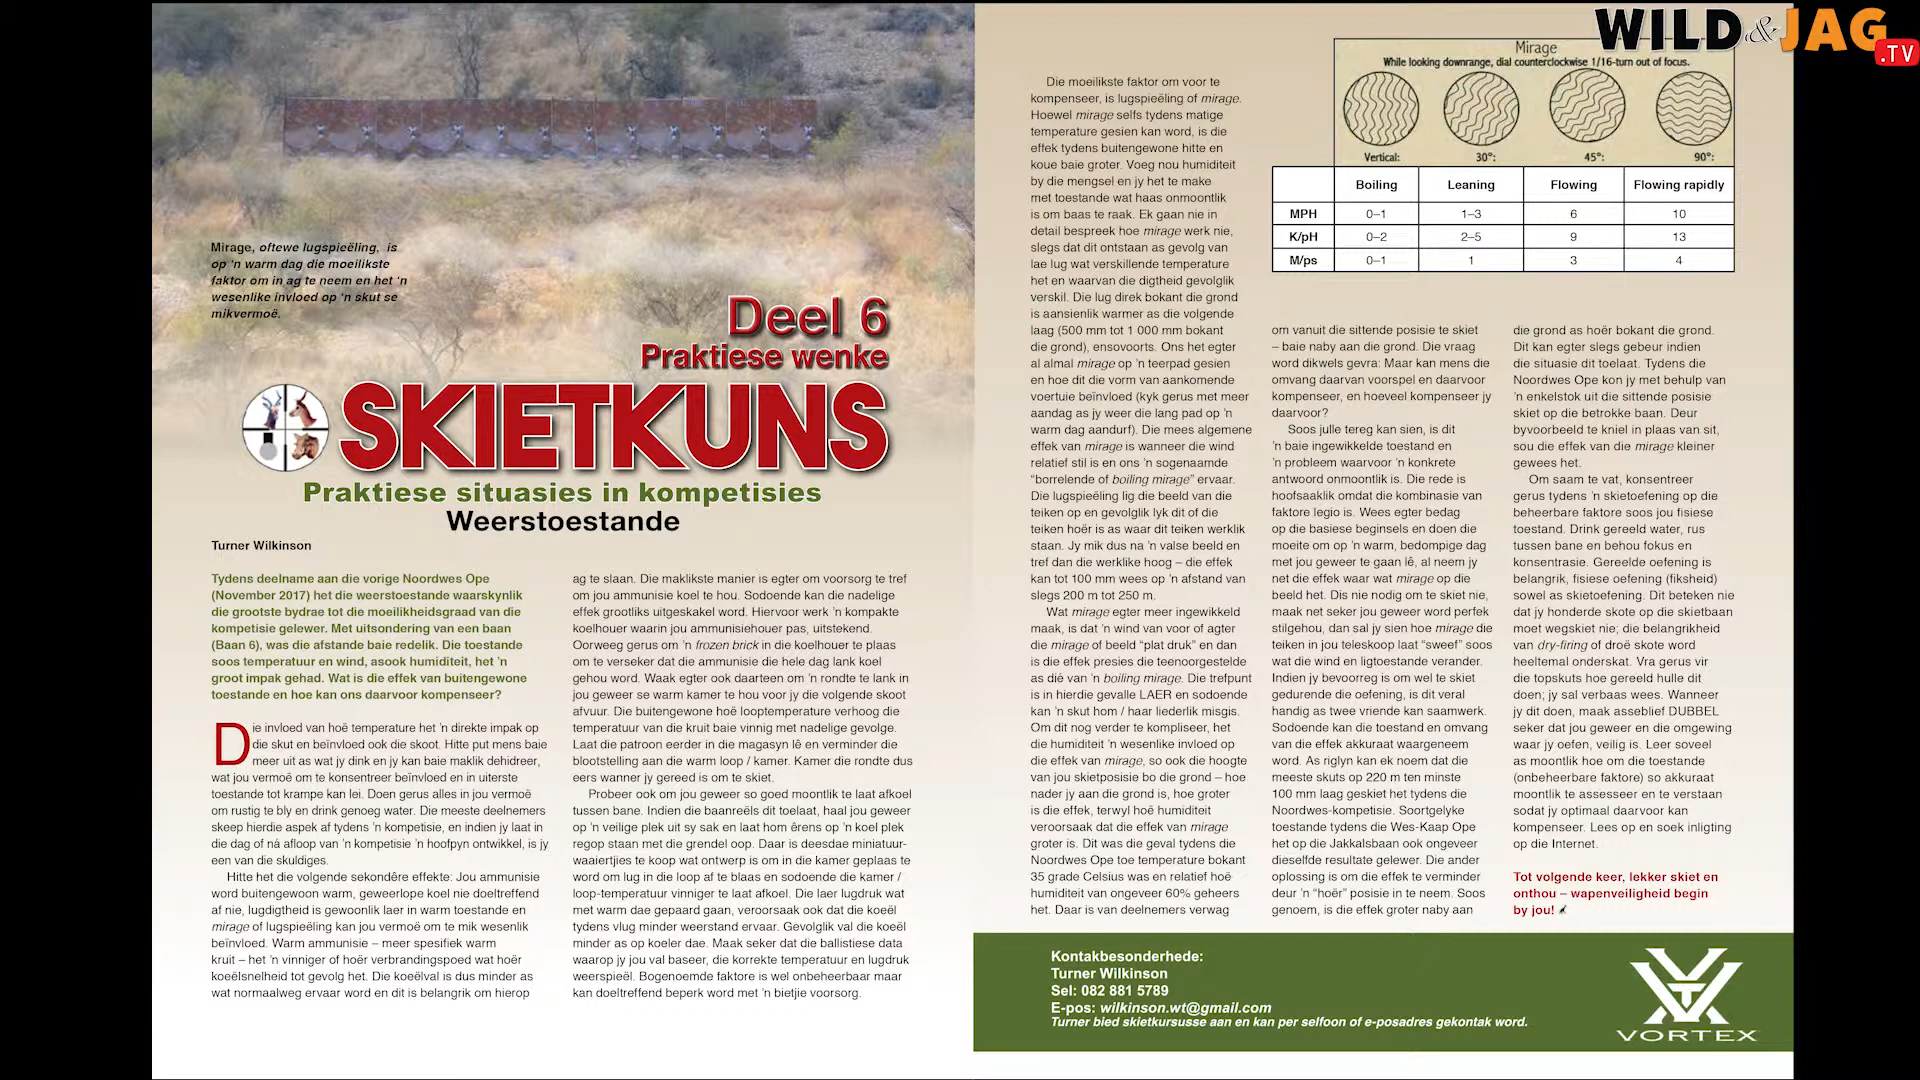 WILD & JAG
.TV
Mirage, oftewe lugspieëling, is
op ‘n warm dag die moeilikste
faktor om in ag te neem en het ‘n
wesenlike invloed op ‘n skut se
mikvermoë.
Deel 6
Praktiese wenke
SKIETKUNS
Praktiese situasies in kompetisies
Weerstoestande
Turner Wilkinson
Tydens deelname aan die vorige Noordwes Ope
(November 2017) het die weerstoestande waarskynlik
die grootste bydrae tot die moeilikheidsgraad van die
kompetisie gelewer. Met uitsondering van een baan
(Baan 6), was die afstande baie redelik. Die toestande
soos temperatuur en wind, asook humiditeit, het ’n
groot impak gehad. Wat is die effek van buitengewone
toestande en hoe kan ons daarvoor kompenseer?
Die invloed van hoë temperature het ’n direkte impak op
die skut en beïnvloed ook die skoot. Hitte put mens baie
meer uit as wat jy dink en jy kan baie maklik dehidreer,
wat jou vermoë om te konsentreer beïnvloed en in uiterste
toestande tot krampe kan lei. Doen gerus alles in jou vermoë
om rustig te bly en drink genoeg water. Die meeste deelnemers
skeep hierdie aspek af tydens ’n kompetisie, en indien jy laat in
die dag of ná afloop van ’n kompetisie ’n hoofpyn ontwikkel, is jy
een van die skuldiges.
Hitte het die volgende sekondêre effekte: Jou ammunisie
word buitengewoon warm, geweerlope koel nie doeltreffend
af nie, lugdigtheid is gewoonlik laer in warm toestande en
mirage of lugspieëling kan jou vermoë om te mik wesenlik
beïnvloed. Warm ammunisie – meer spesifiek warm
kruit – het ’n vinniger of hoër verbrandingspoed wat hoër
koeëlsnelheid tot gevolg het. Die koeëlval is dus minder as
wat normaalweg ervaar word en dit is belangrik om hierop
ag te slaan. Die maklikste manier is egter om voorsorg te tref
om jou ammunisie koel te hou. Sodoende kan die nadelige
effek grootliks uitgeskakel word. Hiervoor werk ’n kompakte
koelhouer waarin jou ammunisiehouer pas, uitstekend.
Oorweeg gerus om ’n frozen brick in die koelhouer te plaas
om te verseker dat die ammunisie die hele dag lank koel
gehou word. Waak egter ook daarteen om ’n rondte te lank in
jou geweer se warm kamer te hou voor jy die volgende skoot
afvuur. Die buitengewone hoë looptemperature verhoog die
temperatuur van die kruit baie vinnig met nadelige gevolge.
Laat die patroon eerder in die magasyn lê en verminder die
blootstelling aan die warm loop / kamer. Kamer die rondte dus
eers wanner jy gereed is om te skiet.
Probeer ook om jou geweer so goed moontlik te laat afkoel
tussen bane. Indien die baanreëls dit toelaat, haal jou geweer
op ’n veilige plek uit sy sak en laat hom êrens op ’n koel plek
regop staan met die grendel oop. Daar is deesdae miniatuur-
waaiertjies te koop wat ontwerp is om in die kamer geplaas te
word om lug in die loop af te blaas en sodoende die kamer /
loop-temperatuur vinniger te laat afkoel. Die laer lugdruk wat
met warm dae gepaard gaan, veroorsaak ook dat die koeël
tydens vlug minder weerstand ervaar. Gevolglik val die koeël
minder as op koeler dae. Maak seker dat die ballistiese data
waarop jy jou val baseer, die korrekte temperatuur en lugdruk
weerspieël. Bogenoemde faktore is wel onbeheerbaar maar
kan doeltreffend beperk word met ’n bietjie voorsorg.
Die moeilikste faktor om voor te
kompenseer, is lugspieëling of mirage.
Hoewel mirage selfs tydens matige
temperature gesien kan word, is die
effek tydens buitengewone hitte en
koue baie groter. Voeg nou humiditeit
by die mengsel en jy het te make
met toestande wat haas onmoontlik
is om baas te raak. Ek gaan nie in
detail bespreek hoe mirage werk nie,
slegs dat dit ontstaan as gevolg van
lae lug wat verskillende temperature
het en waarvan die digtheid gevolglik
verskil. Die lug direk bokant die grond
is aansienlik warmer as die volgende
laag (500 mm tot 1 000 mm bokant
die grond), ensovoorts. Ons het egter
al almal mirage op ’n teerpad gesien
en hoe dit die vorm van aankomende
voertuie beïnvloed (kyk gerus met meer
aandag as jy weer die lang pad op ’n
warm dag aandurf). Die mees algemene
effek van mirage is wanneer die wind
relatief stil is en ons ’n sogenaamde
“borrelende of boiling mirage” ervaar.
Die lugspieëling lig die beeld van die
teiken op en gevolglik lyk dit of die
teiken hoër is as waar dit teiken werklik
staan. Jy mik dus na ’n valse beeld en
tref dan die werklike hoog – die effek
kan tot 100 mm wees op ’n afstand van
slegs 200 m tot 250 m.
Wat mirage egter meer ingewikkeld
maak, is dat ’n wind van voor of agter
die mirage of beeld “plat druk” en dan
is die effek presies die teenoorgestelde
as dié van ’n boiling mirage. Die trefpunt
is in hierdie gevalle LAER en sodoende
kan ’n skut hom / haar liederlik misgis.
Om dit nog verder te kompliseer, het
die humiditeit ’n wesenlike invloed op
die effek van mirage, so ook die hoogte
van jou skietposisie bo die grond – hoe
nader jy aan die grond is, hoe groter
is die effek, terwyl hoë humiditeit
veroorsaak dat die effek van mirage
groter is. Dit was die geval tydens die
Noordwes Ope toe temperature bokant
35 grade Celsius was en relatief hoë
humiditeit van ongeveer 60% geheers
het. Daar is van deelnemers verwag
Mirage
While looking downrange, dial counterclockwise 1/16-turn out of focus.
Vertical: 30°: 45°: 90°:
Boiling Leaning Flowing Flowing rapidly
MPH 0–1 1–3 6 10
K/pH 0–2 2–5 9 13
M/ps 0–1 1 3 4
om vanuit die sittende posisie te skiet
– baie naby aan die grond. Die vraag
word dikwels gevra: Maar kan mens die
omvang daarvan voorspel en daarvoor
kompenseer, en hoeveel kompenseer jy
daarvoor?
Soos julle tereg kan sien, is dit
’n baie ingewikkelde toestand en
’n probleem waarvoor ’n konkrete
antwoord onmoontlik is. Die rede is
hoofsaaklik omdat die kombinasie van
faktore legio is. Wees egter bedag
op die basiese beginsels en doen die
moeite om op ’n warm, bedompige dag
met jou geweer te gaan lê, al neem jy
net die effek waar wat mirage op die
beeld het. Dis nie nodig om te skiet nie,
maak net seker jou geweer word perfek
stilgehou, dan sal jy sien hoe mirage die
teiken in jou teleskoop laat “sweef” soos
wat die wind en ligtoestande verander.
Indien jy bevoorreg is om wel te skiet
gedurende die oefening, is dit veral
handig as twee vriende kan saamwerk.
Sodoende kan die toestand en omvang
van die effek akkuraat waargeneem
word. As riglyn kan ek noem dat die
meeste skuts op 220 m ten minste
100 mm laag geskiet het tydens die
Noordwes-kompetisie. Soortgelyke
toestande tydens die Wes-Kaap Ope
het op die Jakkalsbaan ook ongeveer
dieselfde resultate gelewer. Die ander
oplossing is om die effek te verminder
deur ’n “hoër” posisie in te neem. Soos
genoem, is die effek groter naby aan
die grond as hoër bokant die grond.
Dit kan egter slegs gebeur indien
die situasie dit toelaat. Tydens die
Noordwes Ope kon jy met behulp van
’n enkelstok uit die sittende posisie
skiet op die betrokke baan. Deur
byvoorbeeld te kniel in plaas van sit,
sou die effek van die mirage kleiner
gewees het.
Om saam te vat, konsentreer
gerus tydens ’n skietoefening op die
beheerbare faktore soos jou fisiese
toestand. Drink gereeld water, rus
tussen bane en behou fokus en
konsentrasie. Gereelde oefening is
belangrik, fisiese oefening (fiksheid)
sowel as skietoefening. Dit beteken nie
dat jy honderde skote op die skietbaan
moet wegskiet nie; die belangrikheid
van dry-firing of droë skote word
heeltemal onderskat. Vra gerus vir
die topskuts hoe gereeld hulle dit
doen; jy sal verbaas wees. Wanneer
jy dit doen, maak asseblief DUBBEL
seker dat jou geweer en die omgewing
waar jy oefen, veilig is. Leer soveel
as moontlik hoe om die toestande
(onbeheerbare faktore) so akkuraat
moontlik te assesseer en te verstaan
sodat jy optimaal daarvoor kan
kompenseer. Lees op en soek inligting
op die Internet.
Tot volgende keer, lekker skiet en
onthou – wapenveiligheid begin
by jou!
Kontakbesonderhede:
Turner Wilkinson
Sel: 082 881 5789
E-pos: wilkinson.wt@gmail.com
Turner bied skietkursusse aan en kan per selfoon of e-posadres gekontak word.
VORTEX